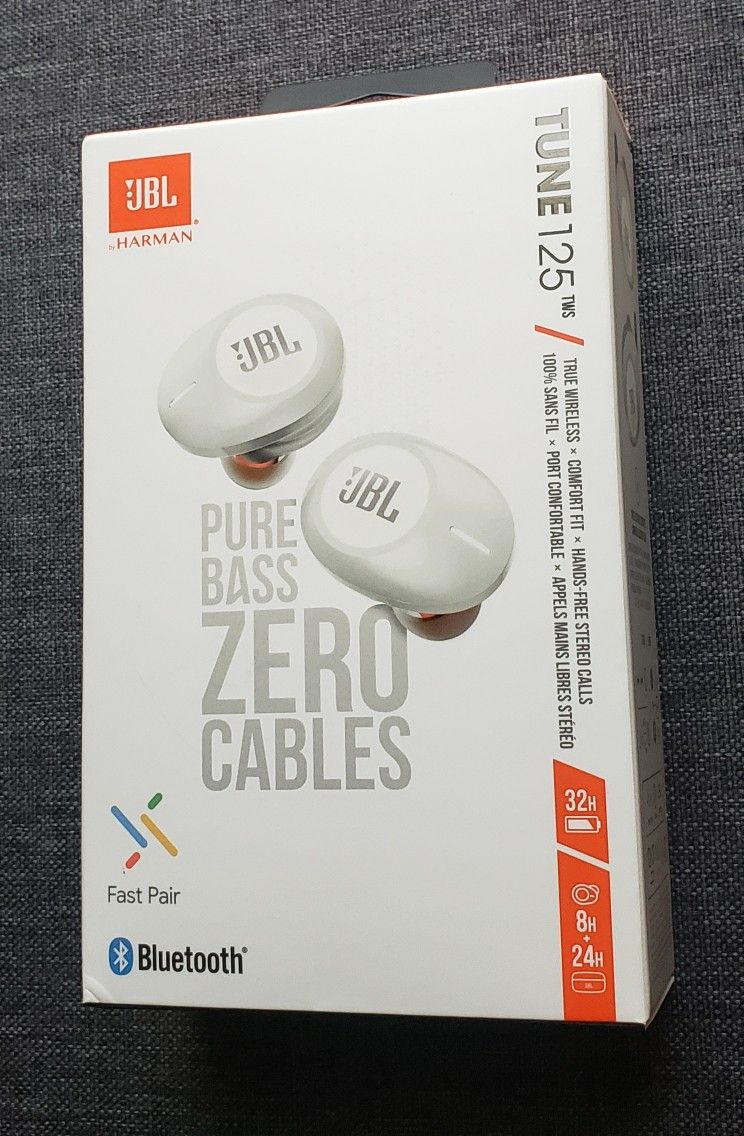 JBL
by HARMAN®
TUNE 125 TWS
TRUE WIRELESS × COMFORT FIT × HANDS-FREE STEREO CALLS
100% SANS FIL × PORT CONFORTABLE × APPELS MAINS LIBRES STÉRÉO
JBL
JBL
PURE
BASS
ZERO
CABLES
32H
8H
+
24H
Fast Pair
Bluetooth®